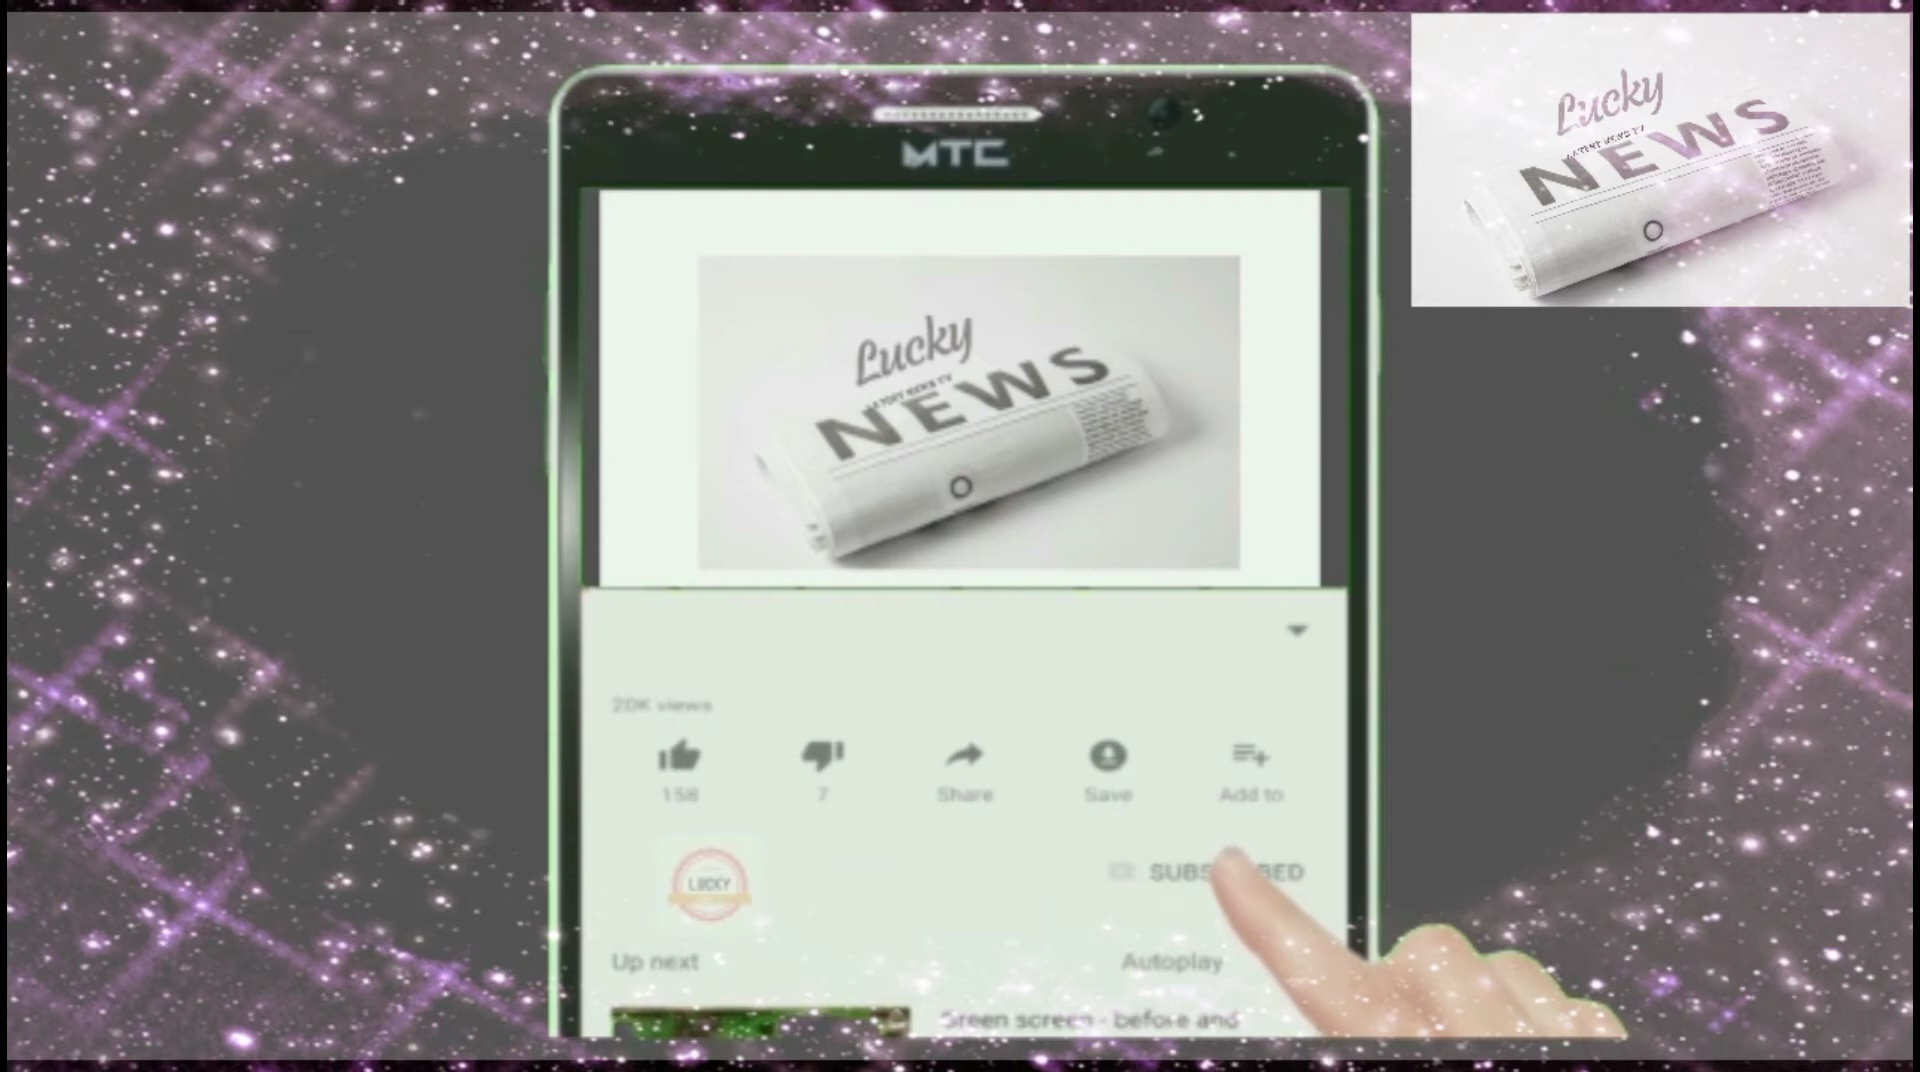 MTC
Lucky
NEWS
Lucky
NEWS
20K views
158
7
Share
Save
Add to
LUCKY
SUBS BED
Up next
Autoplay
Green screen - before and